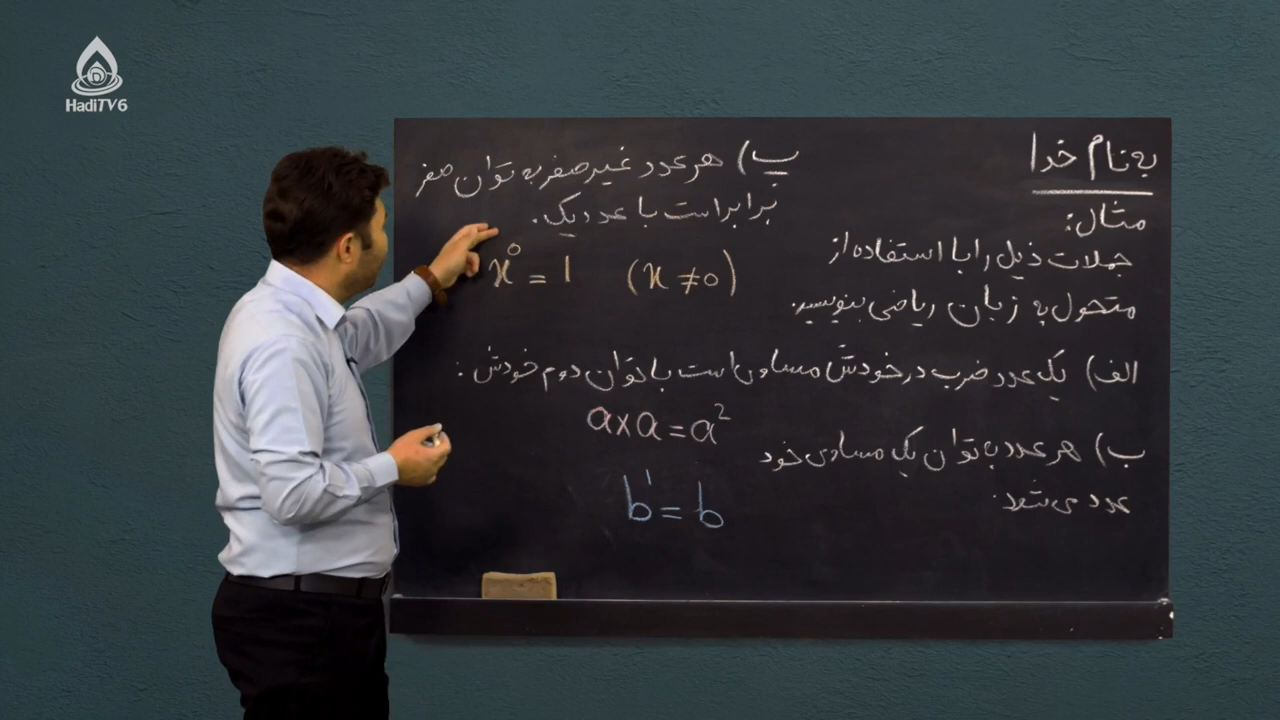 HadiTV6
به نام خدا
مثال:
جملات ذیل را با استفاده از
متحول به زبان ریاضی بنویسید.
الف) یک عدد ضرب در خودش مساوی است با توان دوم خودش:
a×a=a²
ب) هر عدد با توان یک مساوی خود
عدد می شود.
b¹=b
پ) هر عدد غیر صفر به توان صفر
برابر است با عدد یک.
x⁰=1 (x≠0)